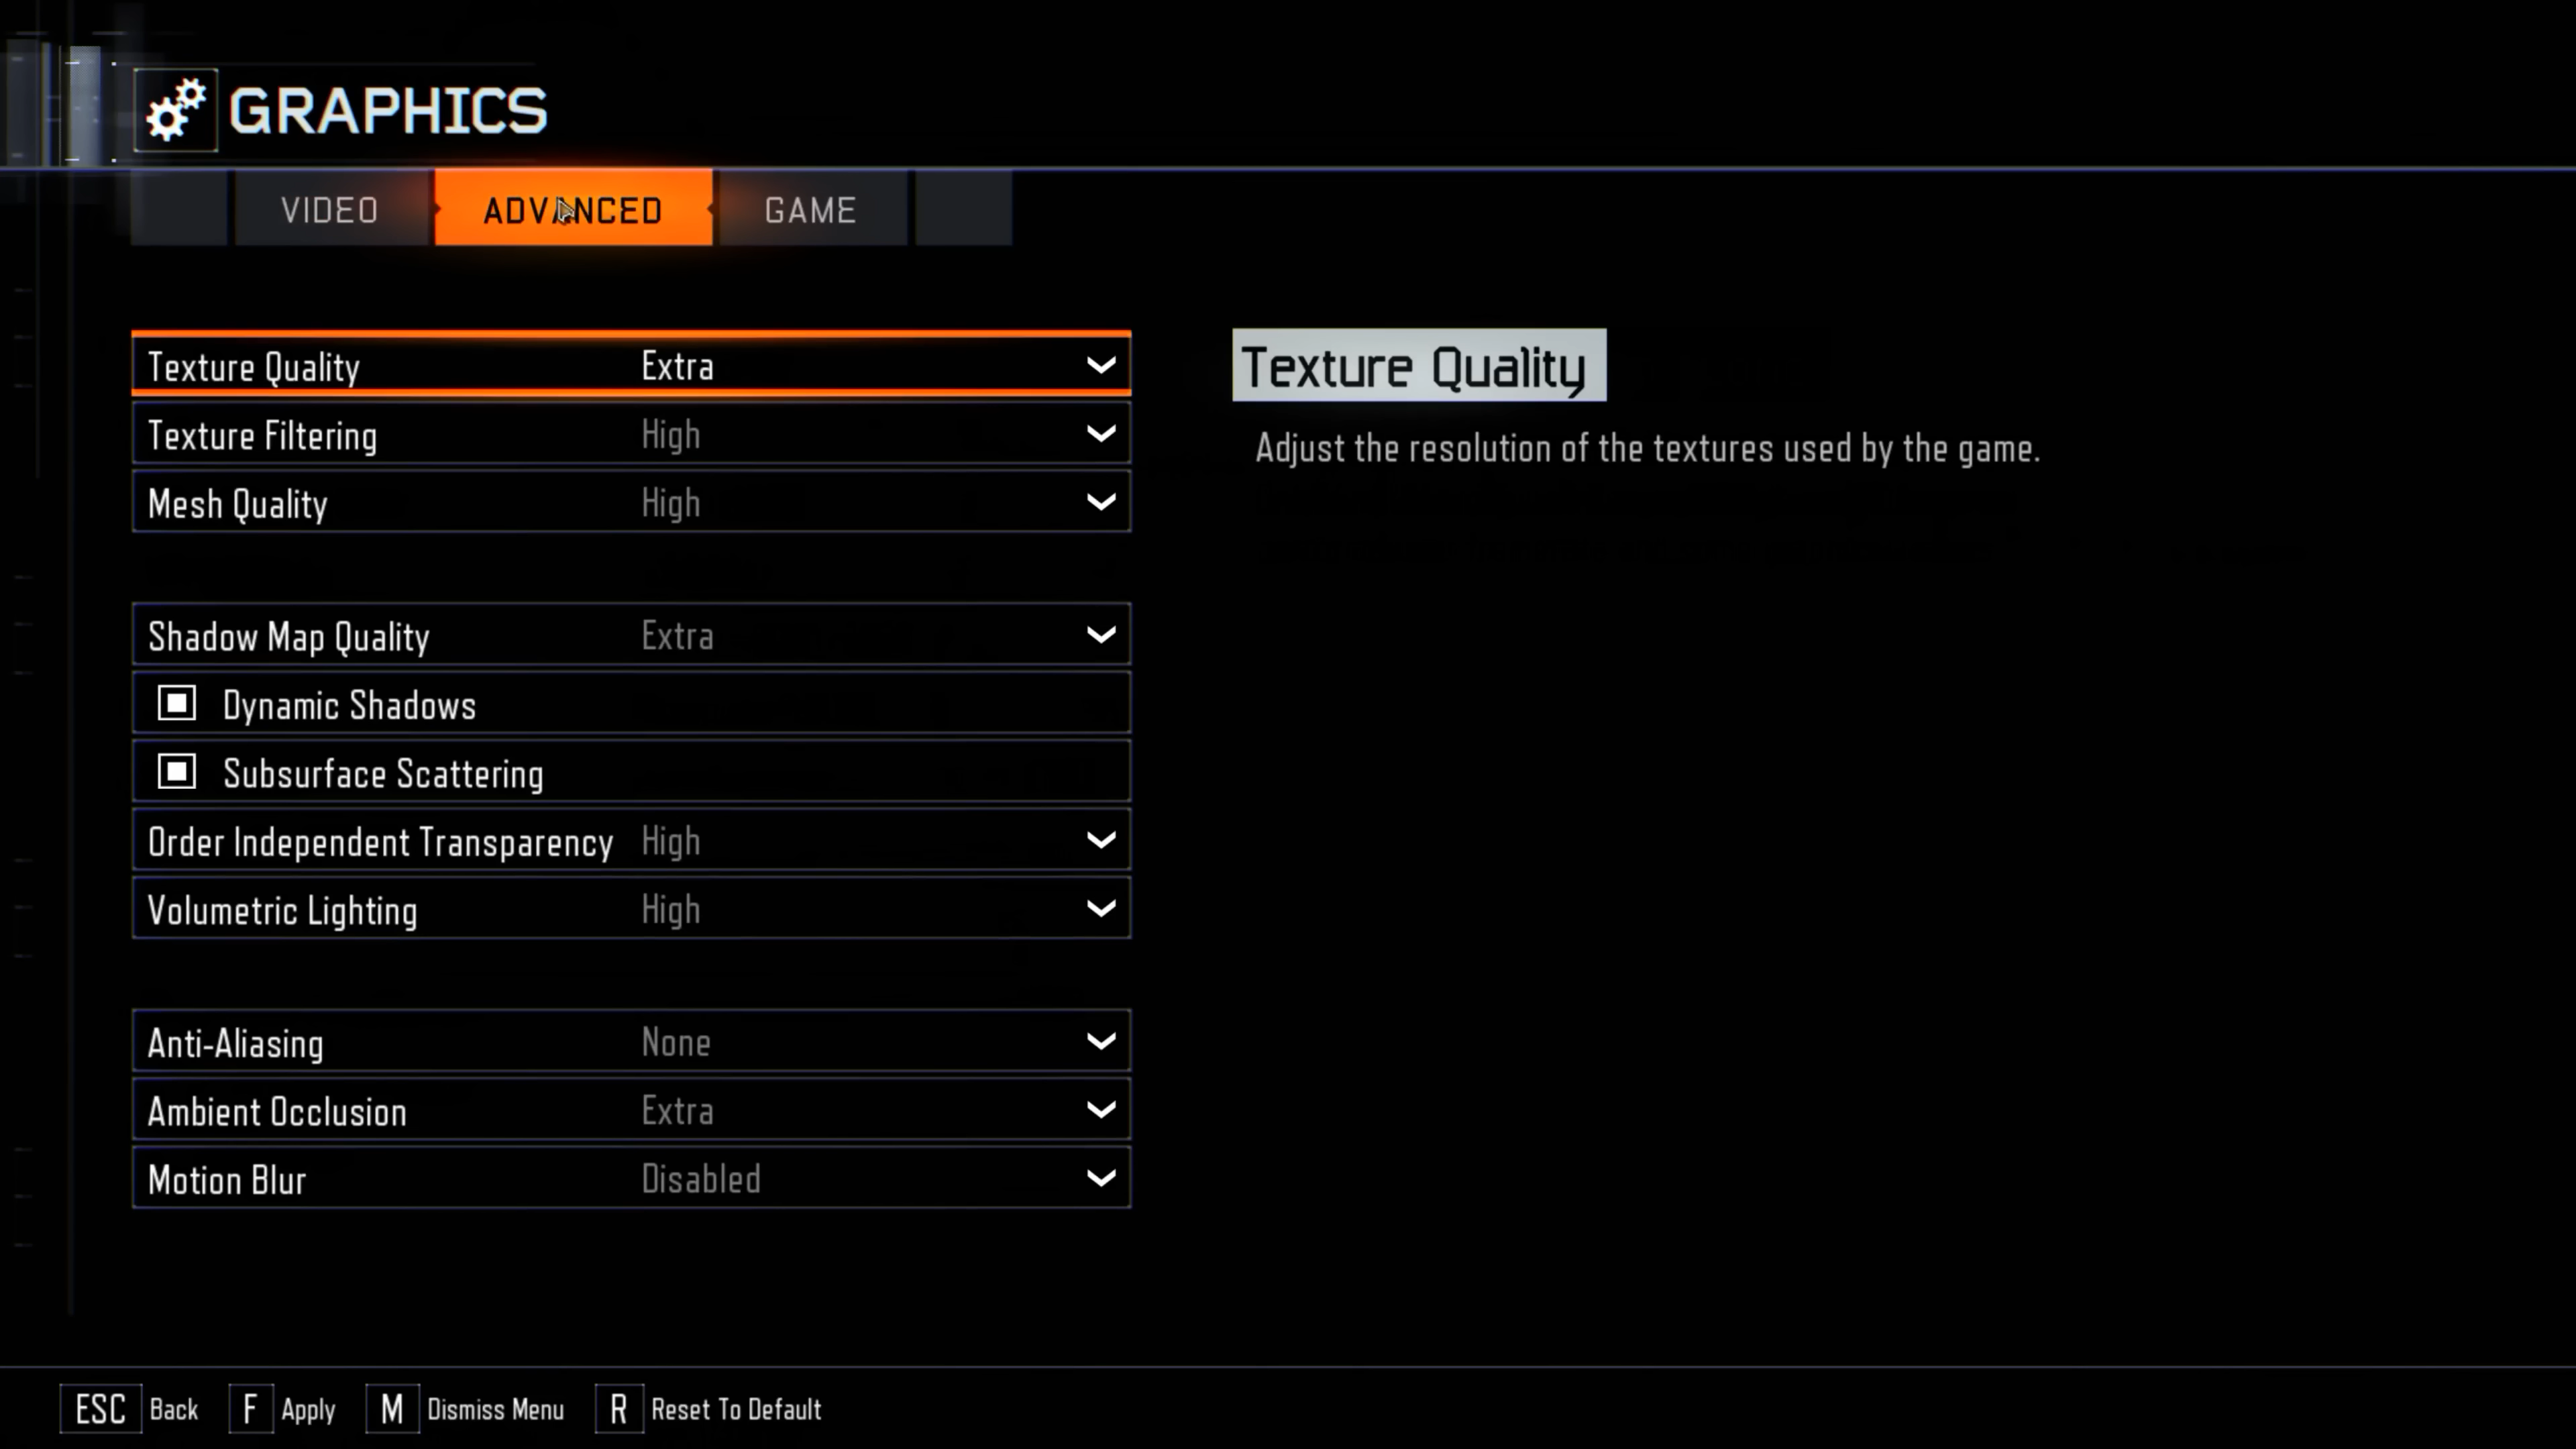 GRAPHICS
VIDEO ADVANCED GAME
Texture Quality Extra
Texture Filtering High
Mesh Quality High
Shadow Map Quality Extra
Dynamic Shadows
Subsurface Scattering
Order Independent Transparency High
Volumetric Lighting High
Anti-Aliasing None
Ambient Occlusion Extra
Motion Blur Disabled
Texture Quality
Adjust the resolution of the textures used by the game.
ESC Back F Apply M Dismiss Menu R Reset To Default